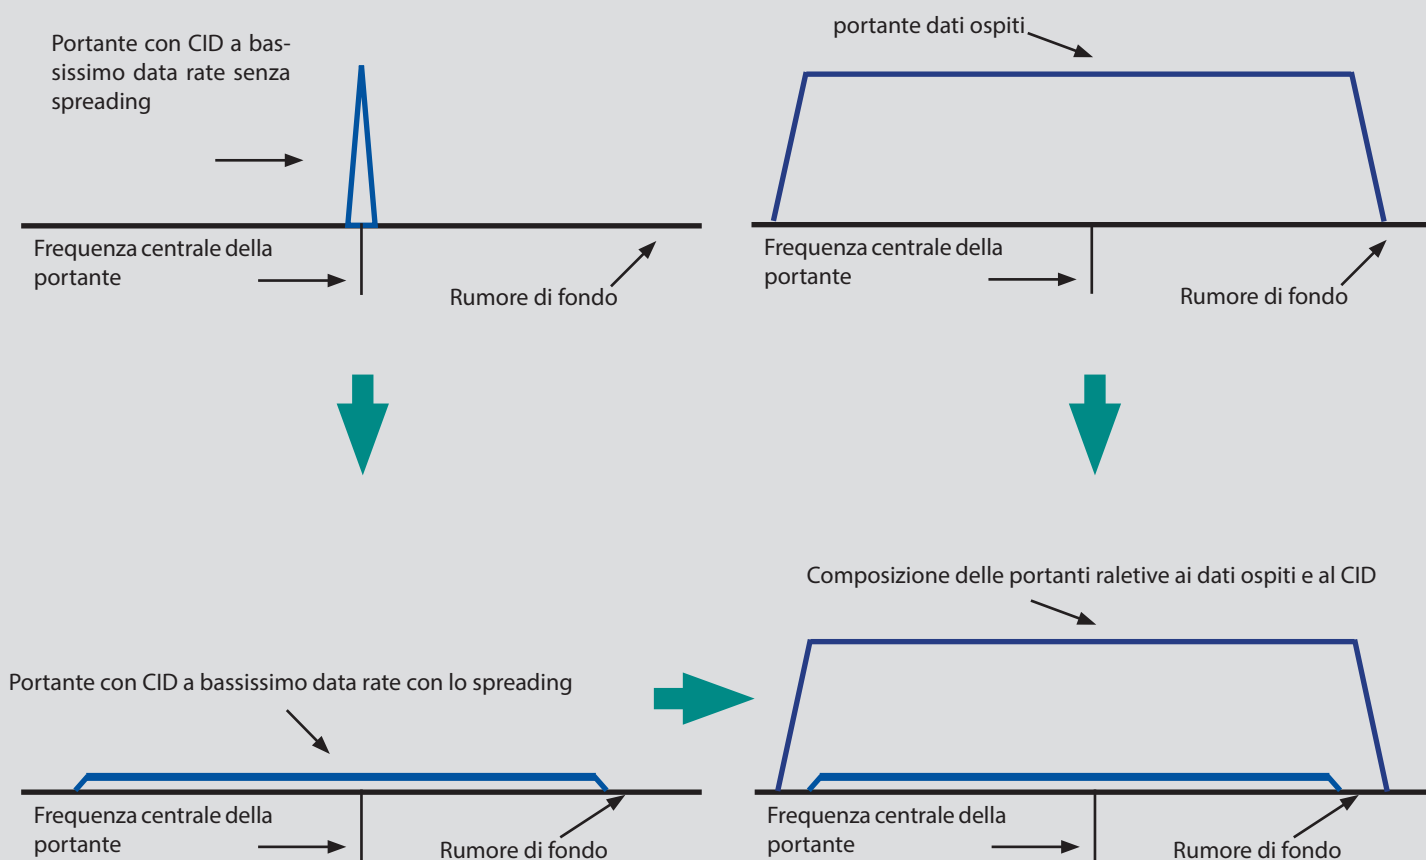 Portante con CID a bas-
sissimo data rate senza
spreading
Frequenza centrale della
portante
Rumore di fondo
portante dati ospiti
Frequenza centrale della
portante
Rumore di fondo
Portante con CID a bassissimo data rate con lo spreading
Frequenza centrale della
portante
Rumore di fondo
Composizione delle portanti raletive ai dati ospiti e al CID
Frequenza centrale della
portante
Rumore di fondo